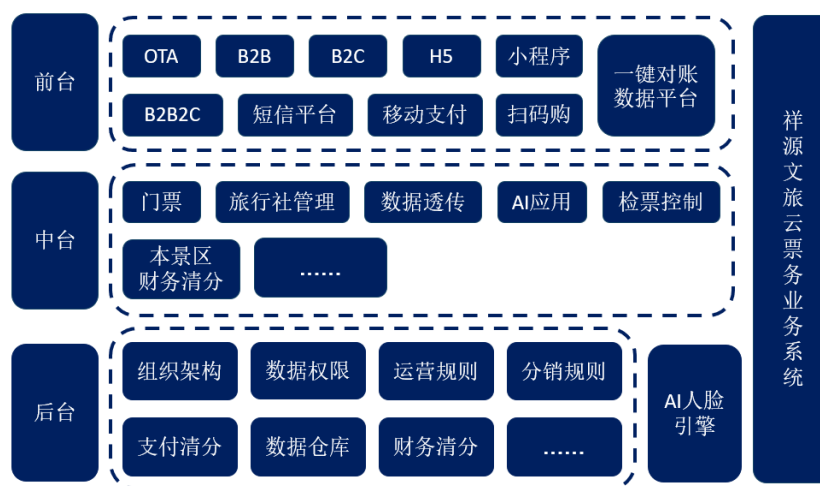 前台
OTA
B2B
B2C
H5
小程序
一键对账
数据平台
B2B2C
短信平台
移动支付
扫码购
中台
门票
旅行社管理
数据透传
AI应用
检票控制
本景区
财务清分
......
后台
组织架构
数据权限
运营规则
分销规则
支付清分
数据仓库
财务清分
......
AI人脸
引擎
祥源文旅云票务业务系统